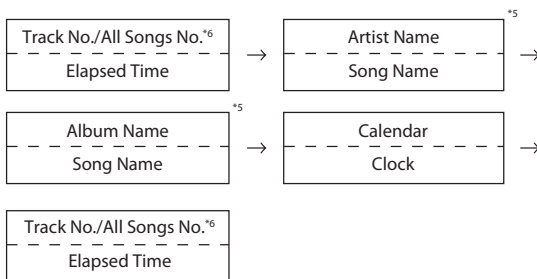 Track No./All Songs No.*6
Elapsed Time
→
*5
Artist Name
Song Name
→
*5
Album Name
Song Name
→
Calendar
Clock
→
Track No./All Songs No.*6
Elapsed Time